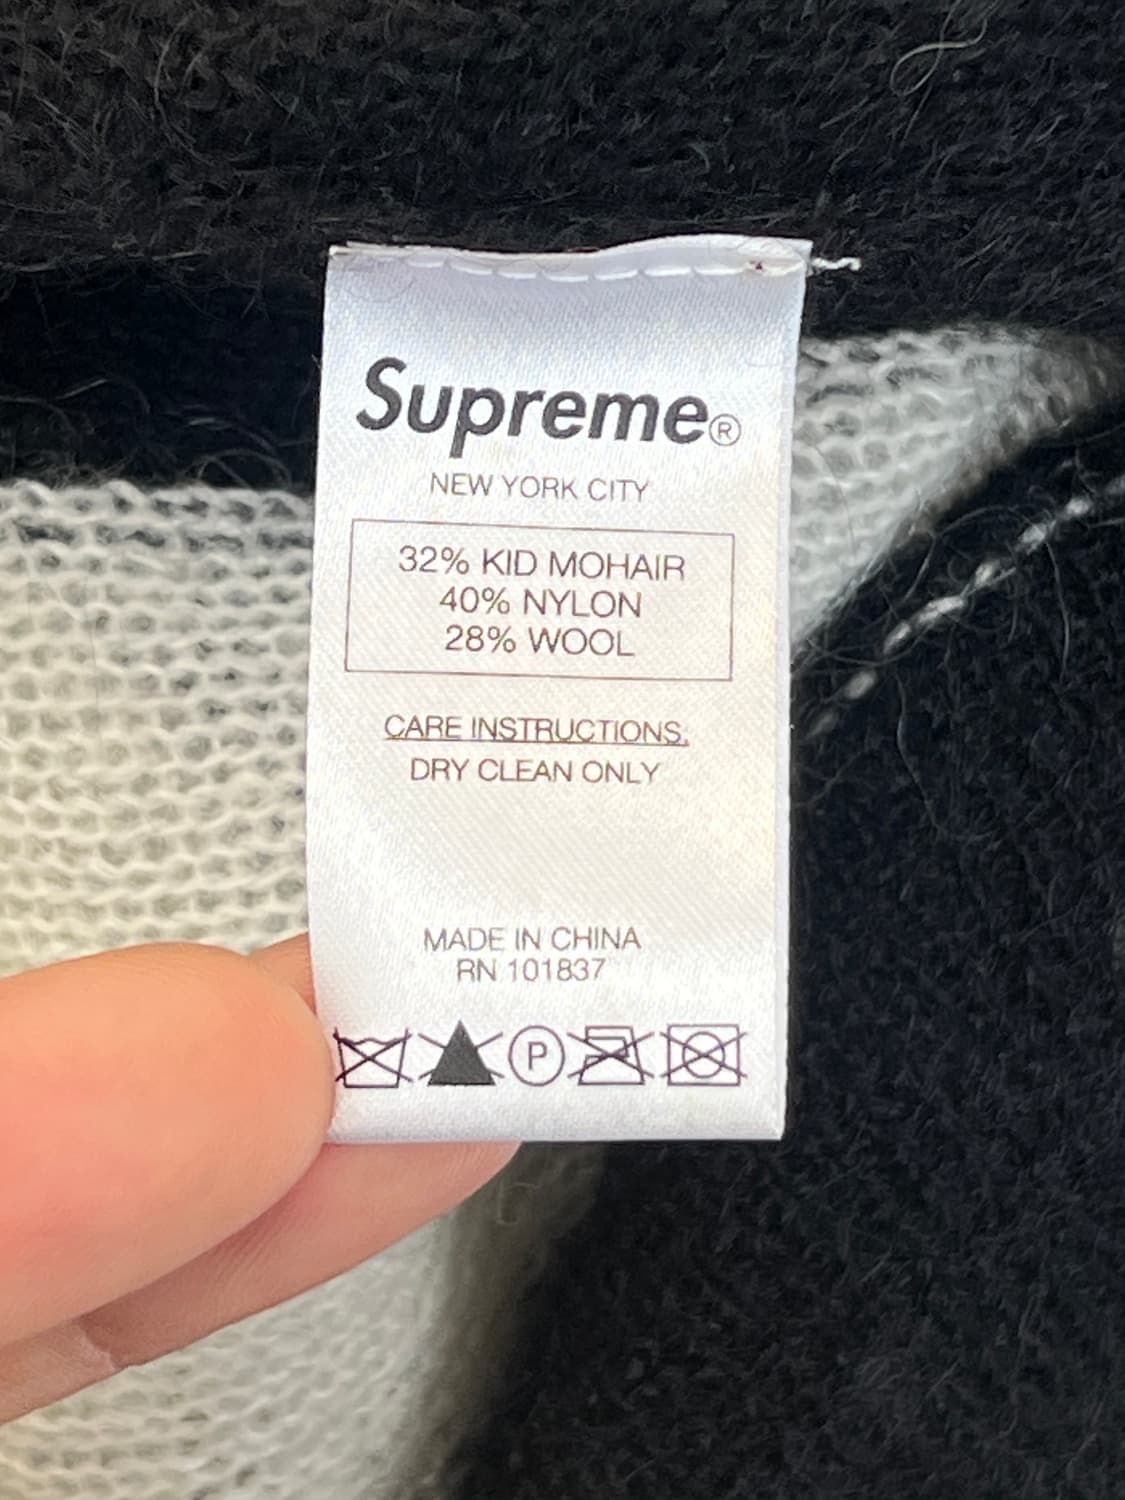 Supreme®
NEW YORK CITY
32% KID MOHAIR
40% NYLON
28% WOOL
CARE INSTRUCTIONS:
DRY CLEAN ONLY
MADE IN CHINA
RN 101837
P